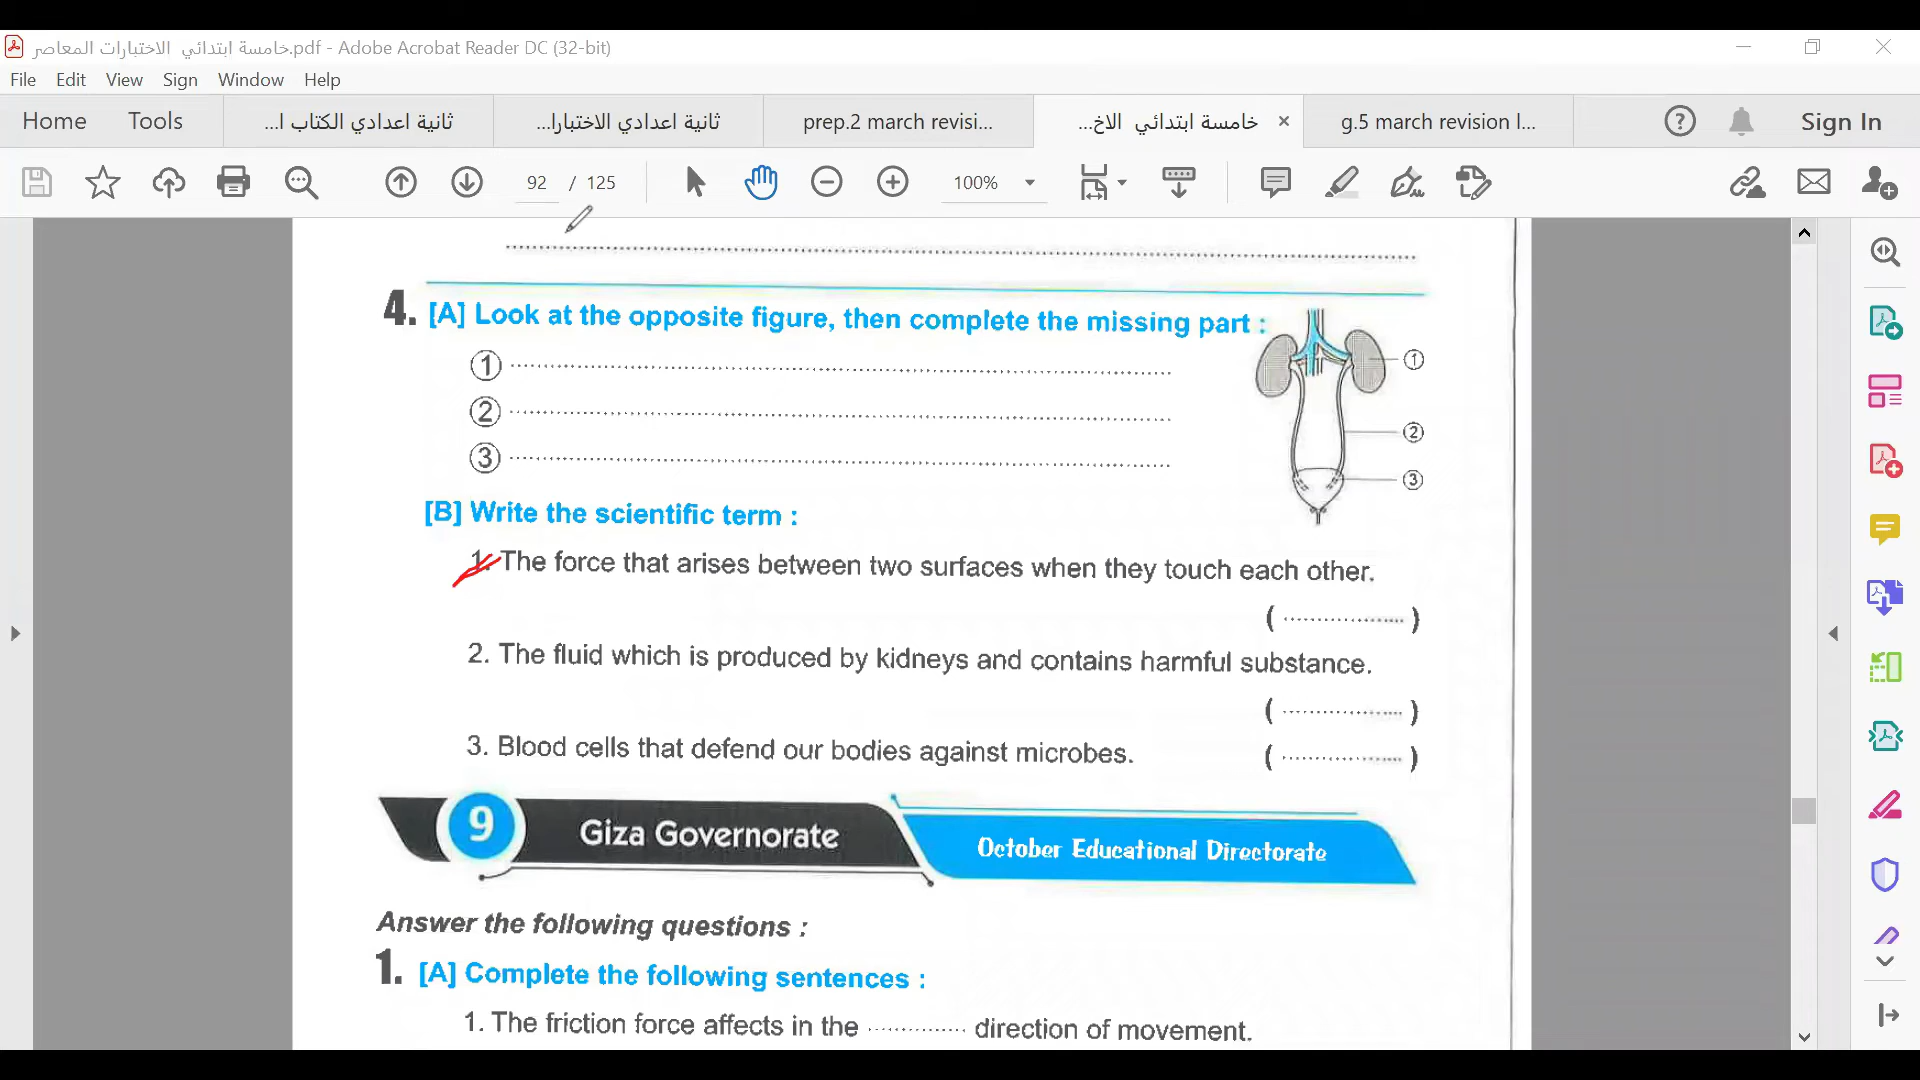 خامسة ابتدائي الاختبارات المعاصر.pdf - Adobe Acrobat Reader DC (32-bit)
File Edit View Sign Window Help
Home Tools ثانية اعدادي الكتاب ا... ثانية اعدادي الاختبارا... prep.2 march revisi... خامسة ابتدائي الاخ... × g.5 march revision l... Sign In
92 / 125 100%
4. [A] Look at the opposite figure, then complete the missing part :
① ....................
② ....................
③ ....................
①
②
③
[B] Write the scientific term :
1. The force that arises between two surfaces when they touch each other.
( .................... )
2. The fluid which is produced by kidneys and contains harmful substance.
( .................... )
3. Blood cells that defend our bodies against microbes. ( .................... )
9 Giza Governorate October Educational Directorate
Answer the following questions :
1. [A] Complete the following sentences :
1. The friction force affects in the ............. direction of movement.